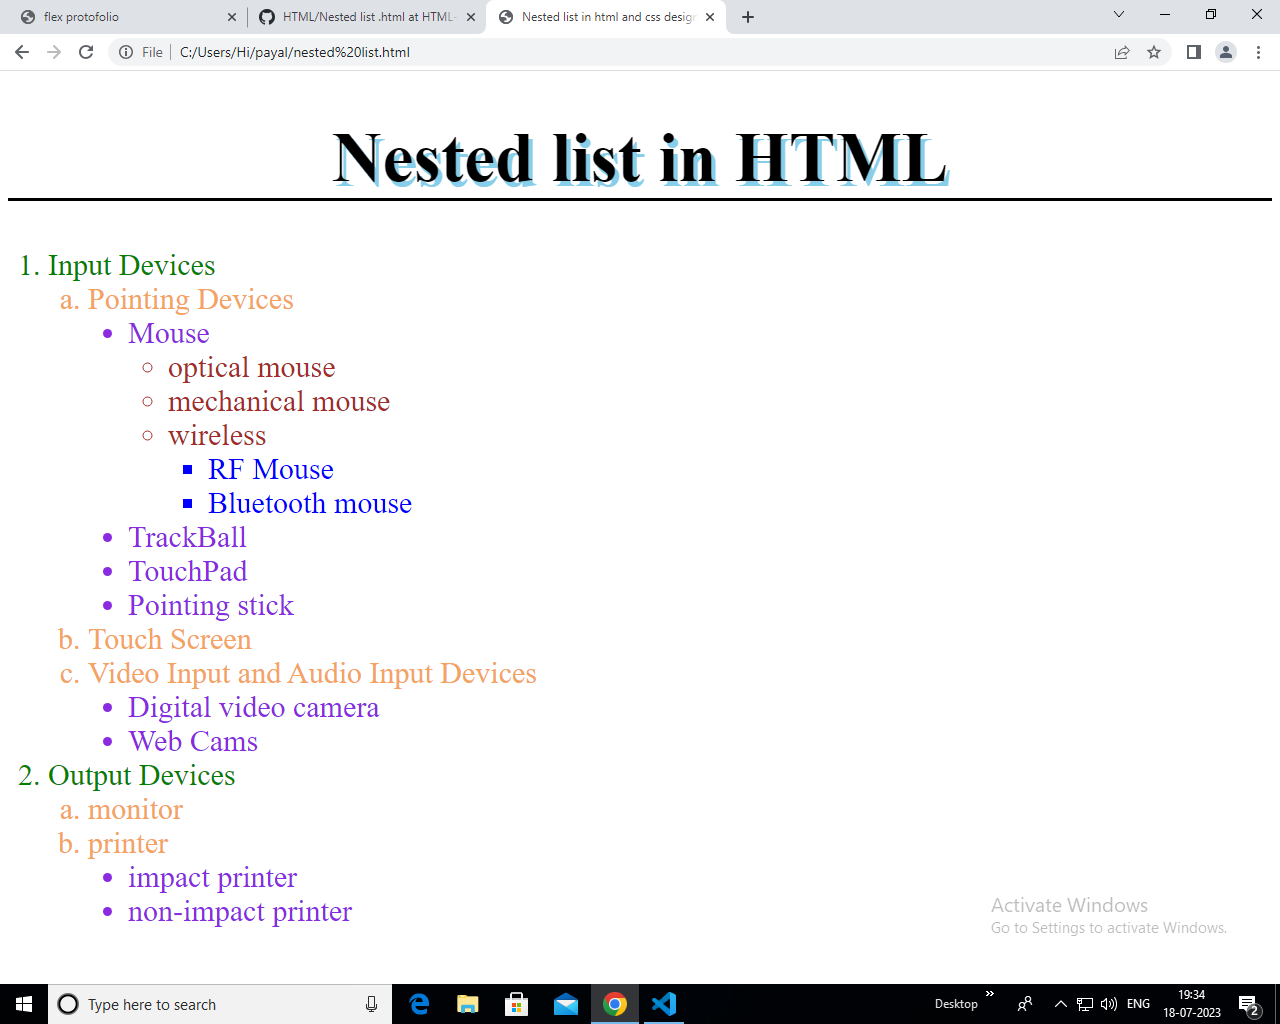 flex protofolio
HTML/Nested list .html at HTML-
Nested list in html and css desigr
File
C:/Users/Hi/payal/nested%20list.html
Nested list in HTML
1. Input Devices
a. Pointing Devices
• Mouse
○ optical mouse
○ mechanical mouse
○ wireless
▪ RF Mouse
▪ Bluetooth mouse
• TrackBall
• TouchPad
• Pointing stick
b. Touch Screen
c. Video Input and Audio Input Devices
• Digital video camera
• Web Cams
2. Output Devices
a. monitor
b. printer
• impact printer
• non-impact printer
Activate Windows
Go to Settings to activate Windows.
Type here to search
Desktop
ENG
19:34
18-07-2023
2